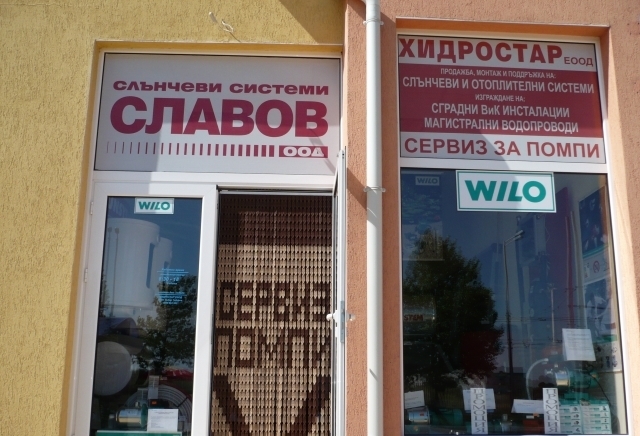 СЛЪНЧЕВИ СИСТЕМИ
СЛАВОВ
ООД
WILO
СЕРВИЗ
ПОМПИ
ХИДРОСТАР ЕООД
ПРОДАЖБА, МОНТАЖ И ПОДДРЪЖКА НА:
СЛЪНЧЕВИ И ОТОПЛИТЕЛНИ СИСТЕМИ
ИЗГРАЖДАНЕ НА:
СГРАДНИ ВиК ИНСТАЛАЦИИ
МАГИСТРАЛНИ ВОДОПРОВОДИ
СЕРВИЗ ЗА ПОМПИ
WILO